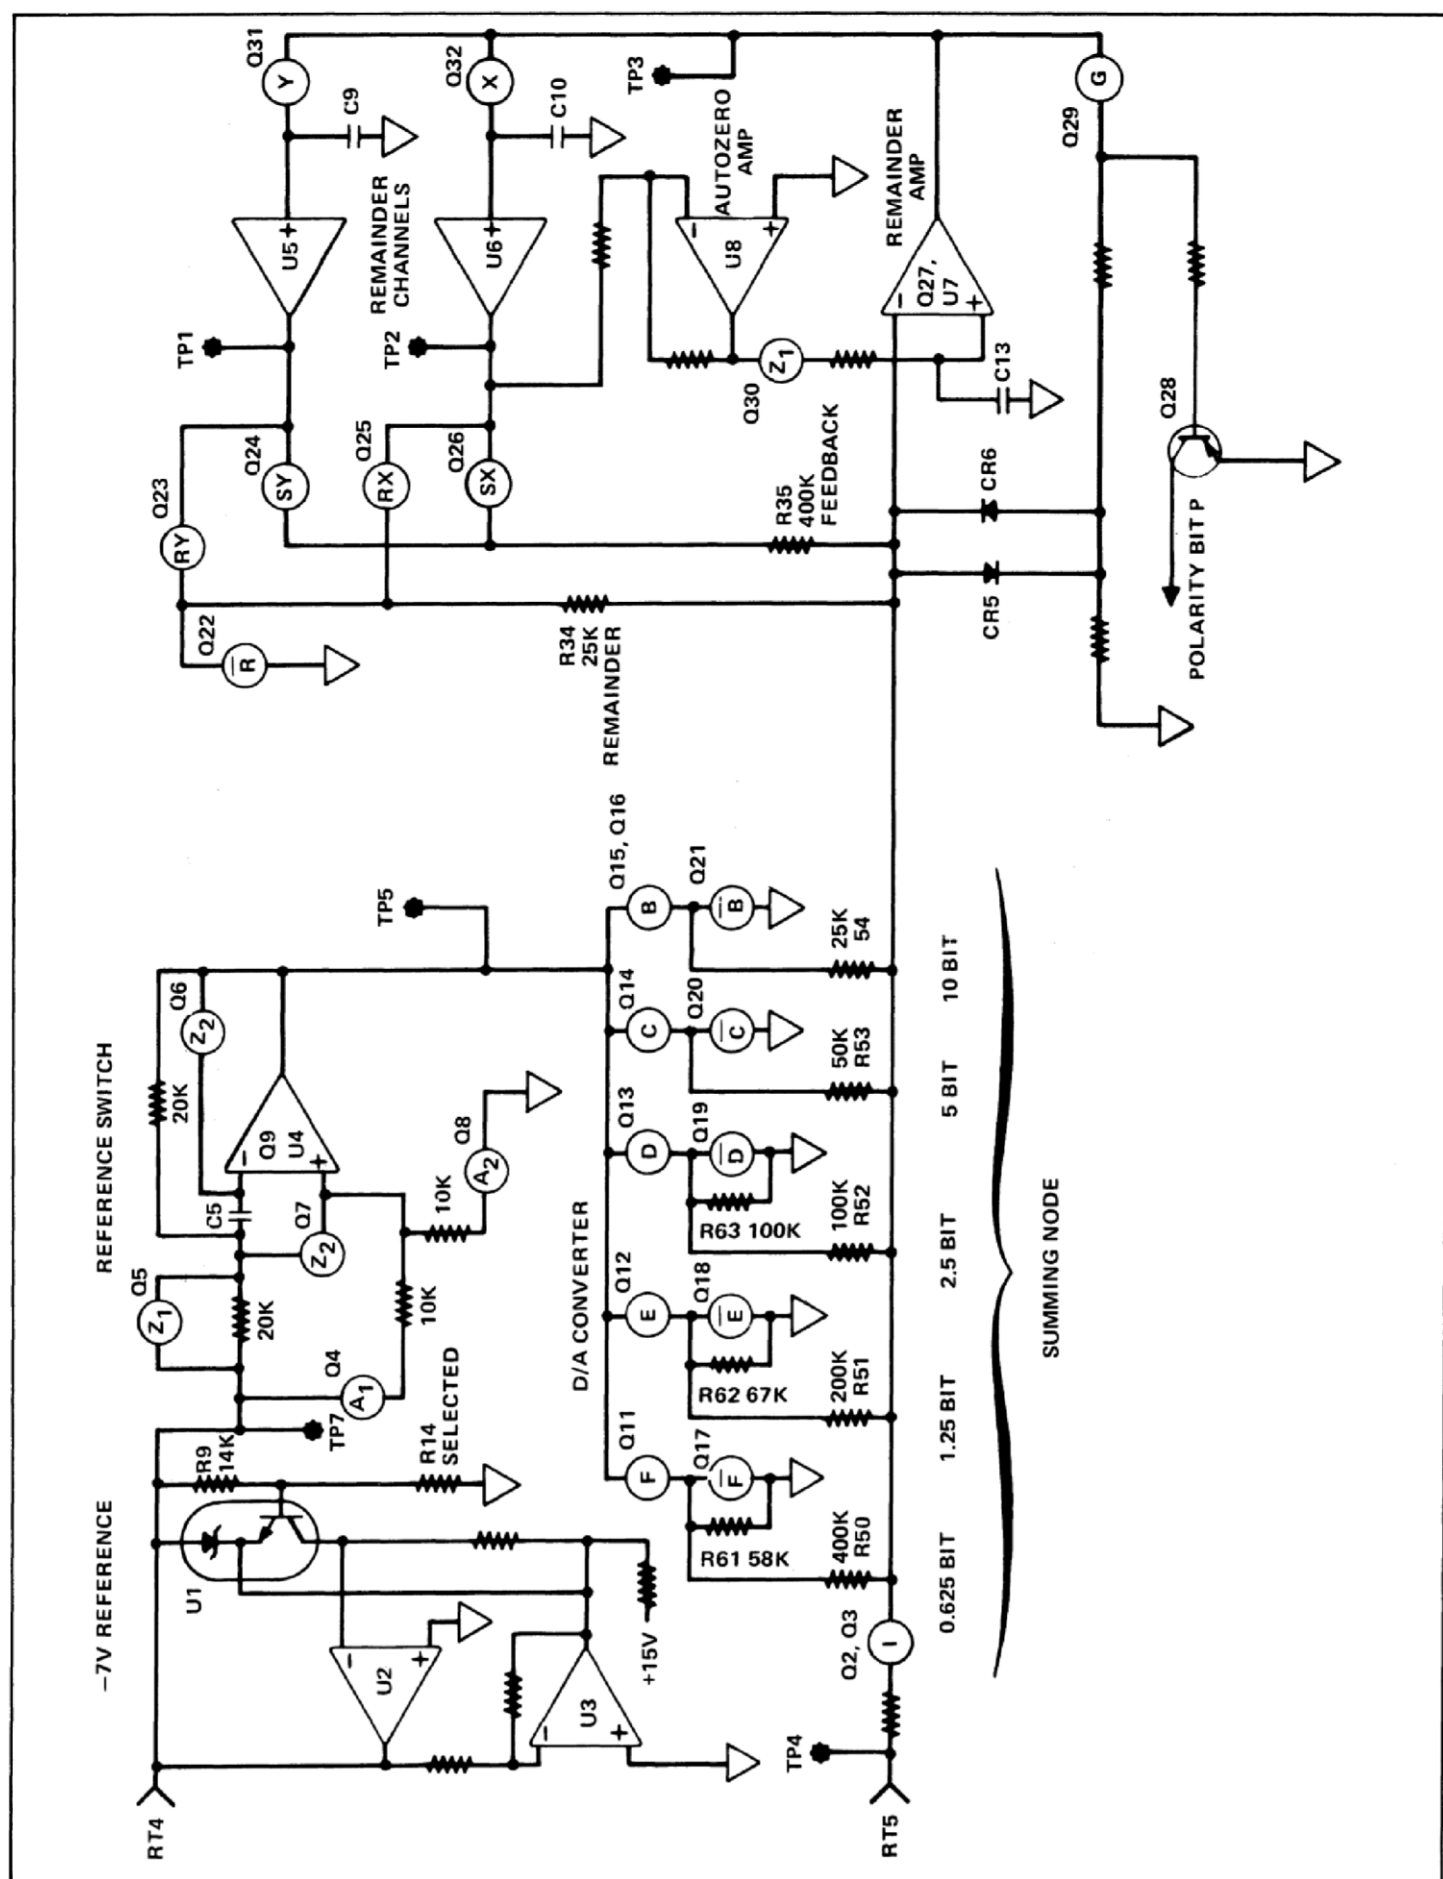 -7V REFERENCE
REFERENCE SWITCH
RT4
U1
R9
14K
TP7
R14
SELECTED
U2
-
+
U3
-
+
+15V
Q5
Z1
20K
Q4
A1
10K
C5
Q7
Z2
20K
Q6
Z2
Q9
U4
-
+
10K
Q8
A2
TP5
D/A CONVERTER
Q11
F
Q17
F
R61 58K
400K
R50
Q12
E
Q18
E
R62 67K
200K
R51
Q13
D
Q19
D
R63 100K
100K
R52
Q14
C
Q20
C
50K
R53
Q15, Q16
B
Q21
B
25K
54
RT5
TP4
Q2, Q3
I
0.625 BIT
1.25 BIT
2.5 BIT
5 BIT
10 BIT
SUMMING NODE
Q22
R
Q23
RY
Q24
SY
TP1
U5
+
Q31
Y
C9
REMAINDER
CHANNELS
Q25
RX
Q26
SX
TP2
U6
+
Q32
X
C10
R34
25K
REMAINDER
R35
400K
FEEDBACK
Q30
Z1
U8
-
+
AUTOZERO
AMP
TP3
C13
REMAINDER
AMP
Q27,
U7
-
+
CR5
CR6
Q29
G
Q28
POLARITY BIT P